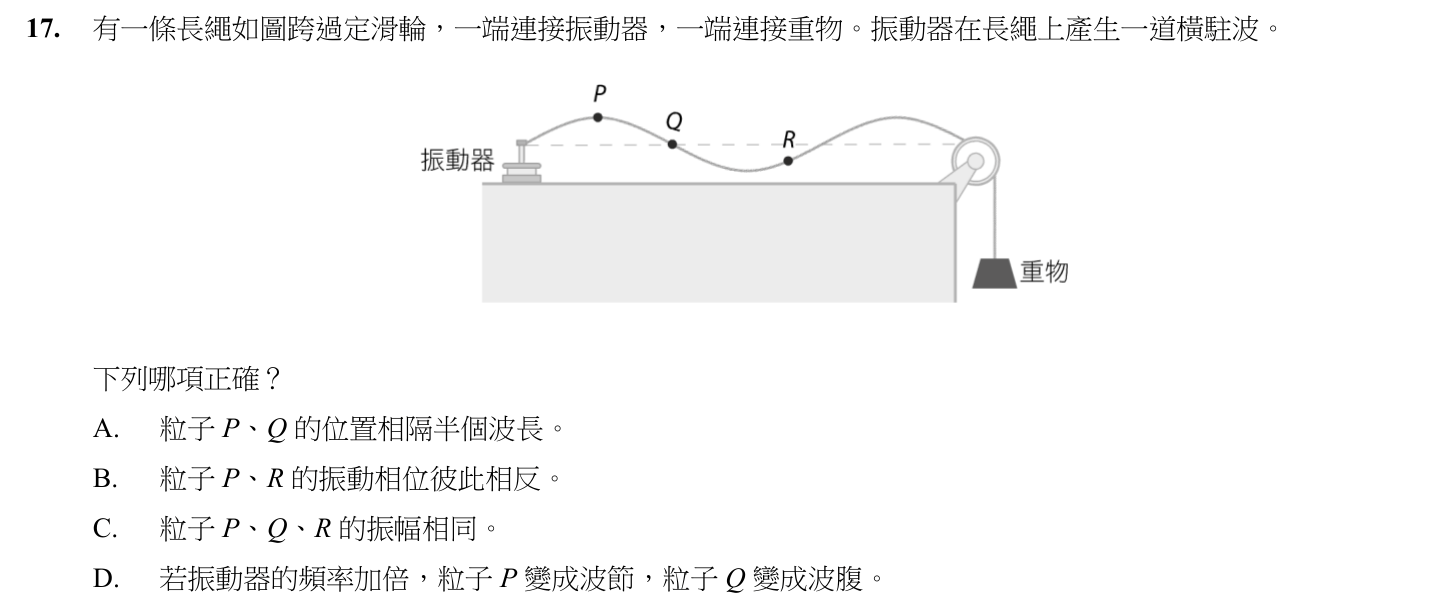 17. 有一條長繩如圖跨過定滑輪，一端連接振動器，一端連接重物。振動器在長繩上產生一道橫駐波。
P
Q
R
振動器
重物
下列哪項正確？
A. 粒子 P、Q 的位置相隔半個波長。
B. 粒子 P、R 的振動相位彼此相反。
C. 粒子 P、Q、R 的振幅相同。
D. 若振動器的頻率加倍，粒子 P 變成波節，粒子 Q 變成波腹。